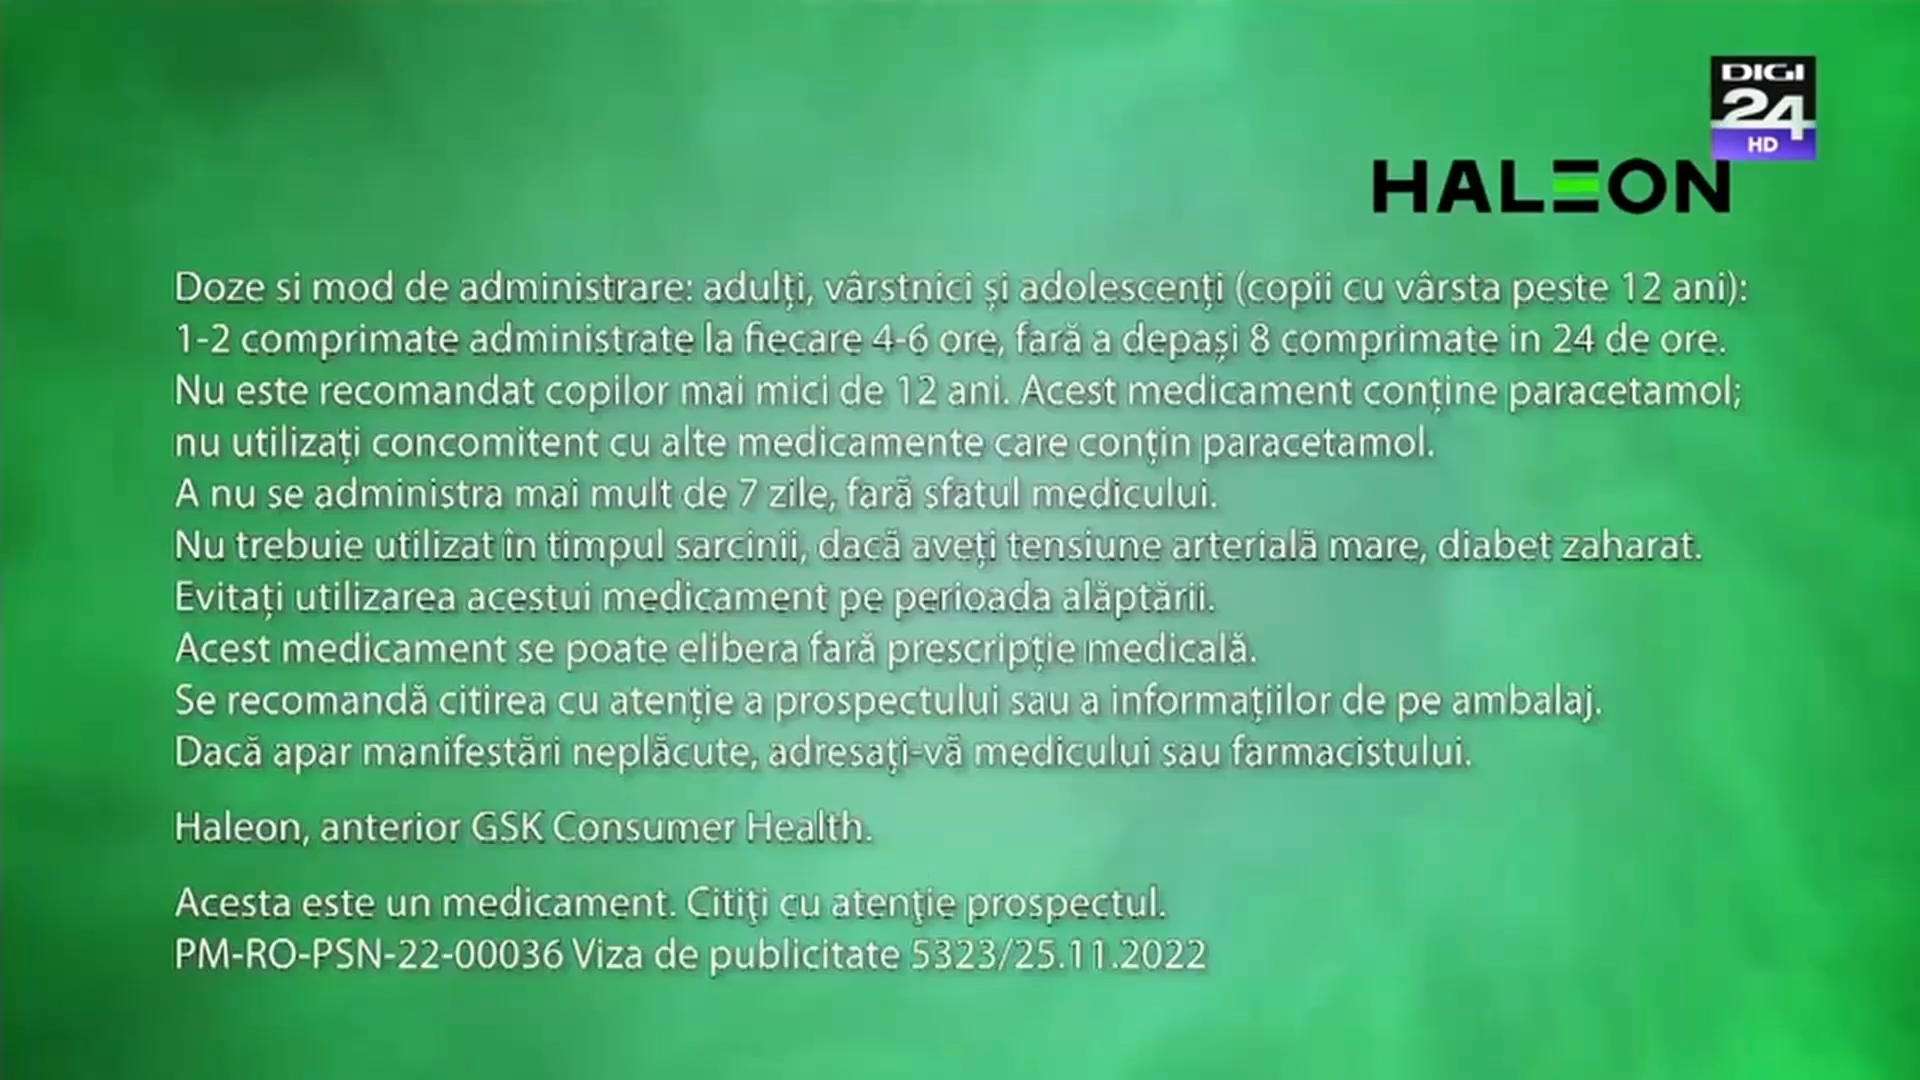 DIGI
24
HD
HALEON
Doze si mod de administrare: adulți, vârstnici și adolescenți (copii cu vârsta peste 12 ani):
1-2 comprimate administrate la fiecare 4-6 ore, fară a depași 8 comprimate in 24 de ore.
Nu este recomandat copilor mai mici de 12 ani. Acest medicament conține paracetamol;
nu utilizați concomitent cu alte medicamente care conțin paracetamol.
A nu se administra mai mult de 7 zile, fară sfatul medicului.
Nu trebuie utilizat în timpul sarcinii, dacă aveți tensiune arterială mare, diabet zaharat.
Evitați utilizarea acestui medicament pe perioada alăptării.
Acest medicament se poate elibera fară prescripție medicală.
Se recomandă citirea cu atenție a prospectului sau a informațiilor de pe ambalaj.
Dacă apar manifestări neplăcute, adresați-vă medicului sau farmacistului.
Haleon, anterior GSK Consumer Health.
Acesta este un medicament. Citiţi cu atenţie prospectul.
PM-RO-PSN-22-00036 Viza de publicitate 5323/25.11.2022